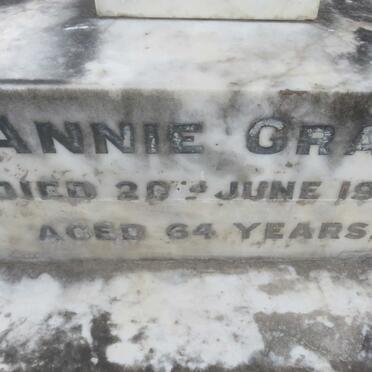 ANNIE GRA
DIED 20TH JUNE 19
AGED 64 YEARS.